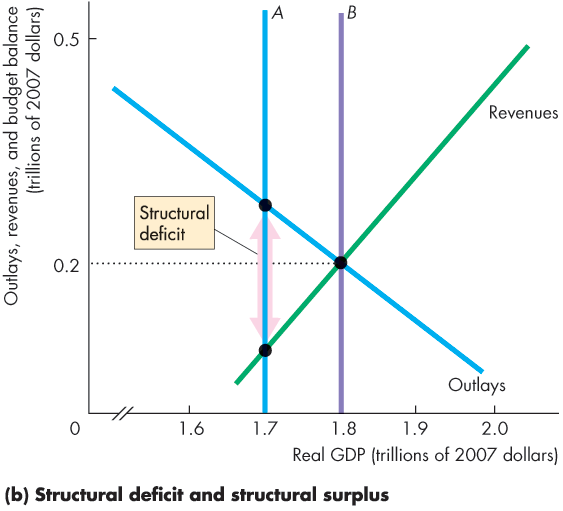 Outlays, revenues, and budget balance
(trillions of 2007 dollars)
0.5
A
B
Revenues
Structural
deficit
0.2
Outlays
0
1.6
1.7
1.8
1.9
2.0
Real GDP (trillions of 2007 dollars)
(b) Structural deficit and structural surplus